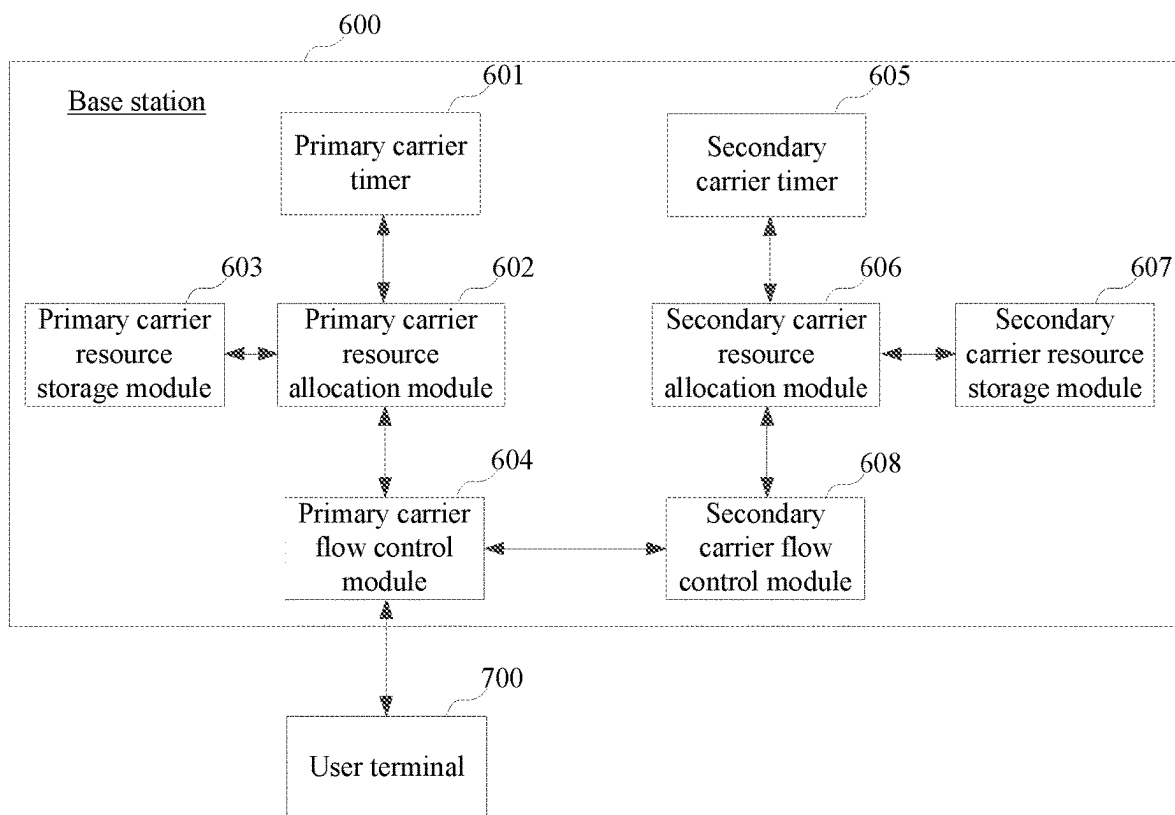 600
Base station
601
Primary carrier
timer
605
Secondary
carrier timer
603
Primary carrier
resource
storage module
602
Primary carrier
resource
allocation module
606
Secondary carrier
resource
allocation module
607
Secondary
carrier resource
storage module
604
Primary carrier
flow control
module
608
Secondary
carrier flow
control module
700
User terminal